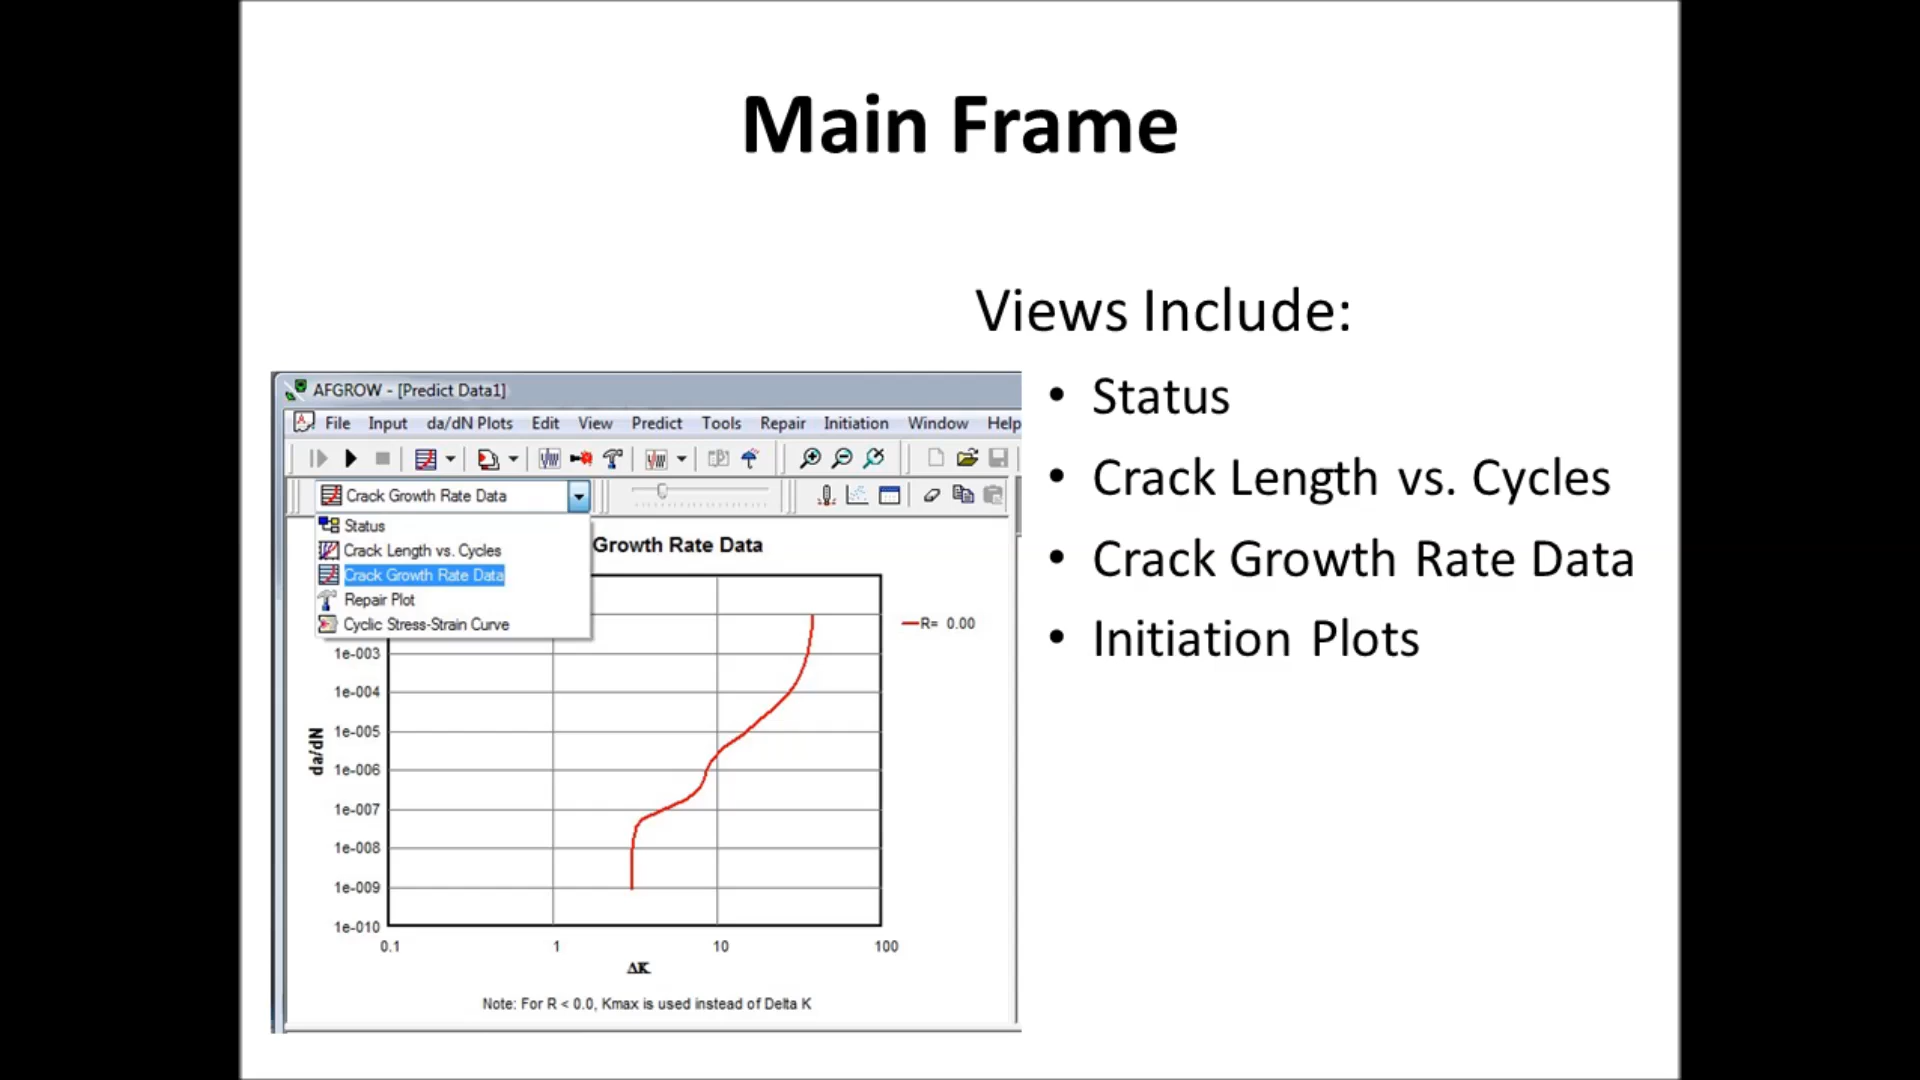 Main Frame
Views Include:
• Status
• Crack Length vs. Cycles
• Crack Growth Rate Data
• Initiation Plots
AFGROW - [Predict Data1]
File Input da/dN Plots Edit View Predict Tools Repair Initiation Window Help
Crack Growth Rate Data
Status
Crack Length vs. Cycles
Crack Growth Rate Data
Repair Plot
Cyclic Stress-Strain Curve
Growth Rate Data
R= 0.00
1e-003
1e-004
1e-005
1e-006
1e-007
1e-008
1e-009
1e-010
da/dN
0.1 1 10 100
ΔK
Note: For R < 0.0, Kmax is used instead of Delta K